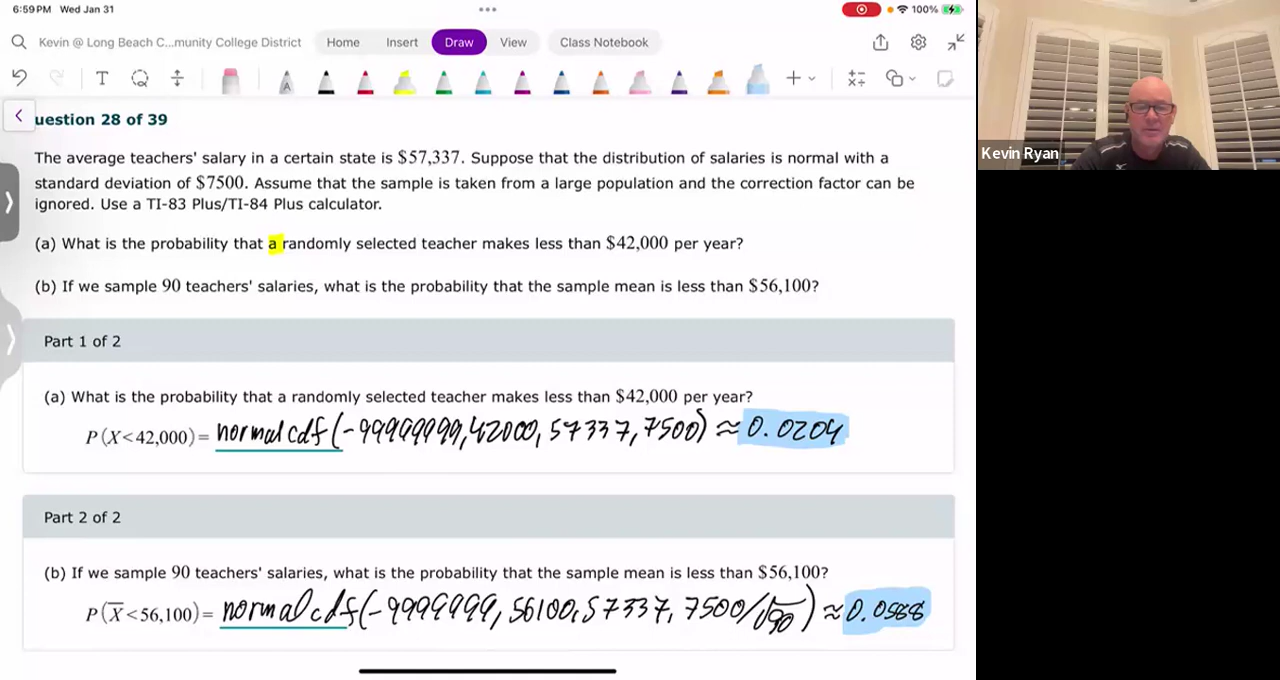 6:59 PM Wed Jan 31
100%
Kevin @ Long Beach C...munity College District Home Insert Draw View Class Notebook
T A
uestion 28 of 39
The average teachers' salary in a certain state is $57,337. Suppose that the distribution of salaries is normal with a
standard deviation of $7500. Assume that the sample is taken from a large population and the correction factor can be
ignored. Use a TI-83 Plus/TI-84 Plus calculator.
(a) What is the probability that a randomly selected teacher makes less than $42,000 per year?
(b) If we sample 90 teachers' salaries, what is the probability that the sample mean is less than $56,100?
Part 1 of 2
(a) What is the probability that a randomly selected teacher makes less than $42,000 per year?
P(X<42,000) = normalcdf(-99999999,42000,57337,7500) ≈ 0.0204
Part 2 of 2
(b) If we sample 90 teachers' salaries, what is the probability that the sample mean is less than $56,100?
P(X̅<56,100) = normalcdf(-9999999,56100,57337,7500/√90) ≈ 0.0588
Kevin Ryan